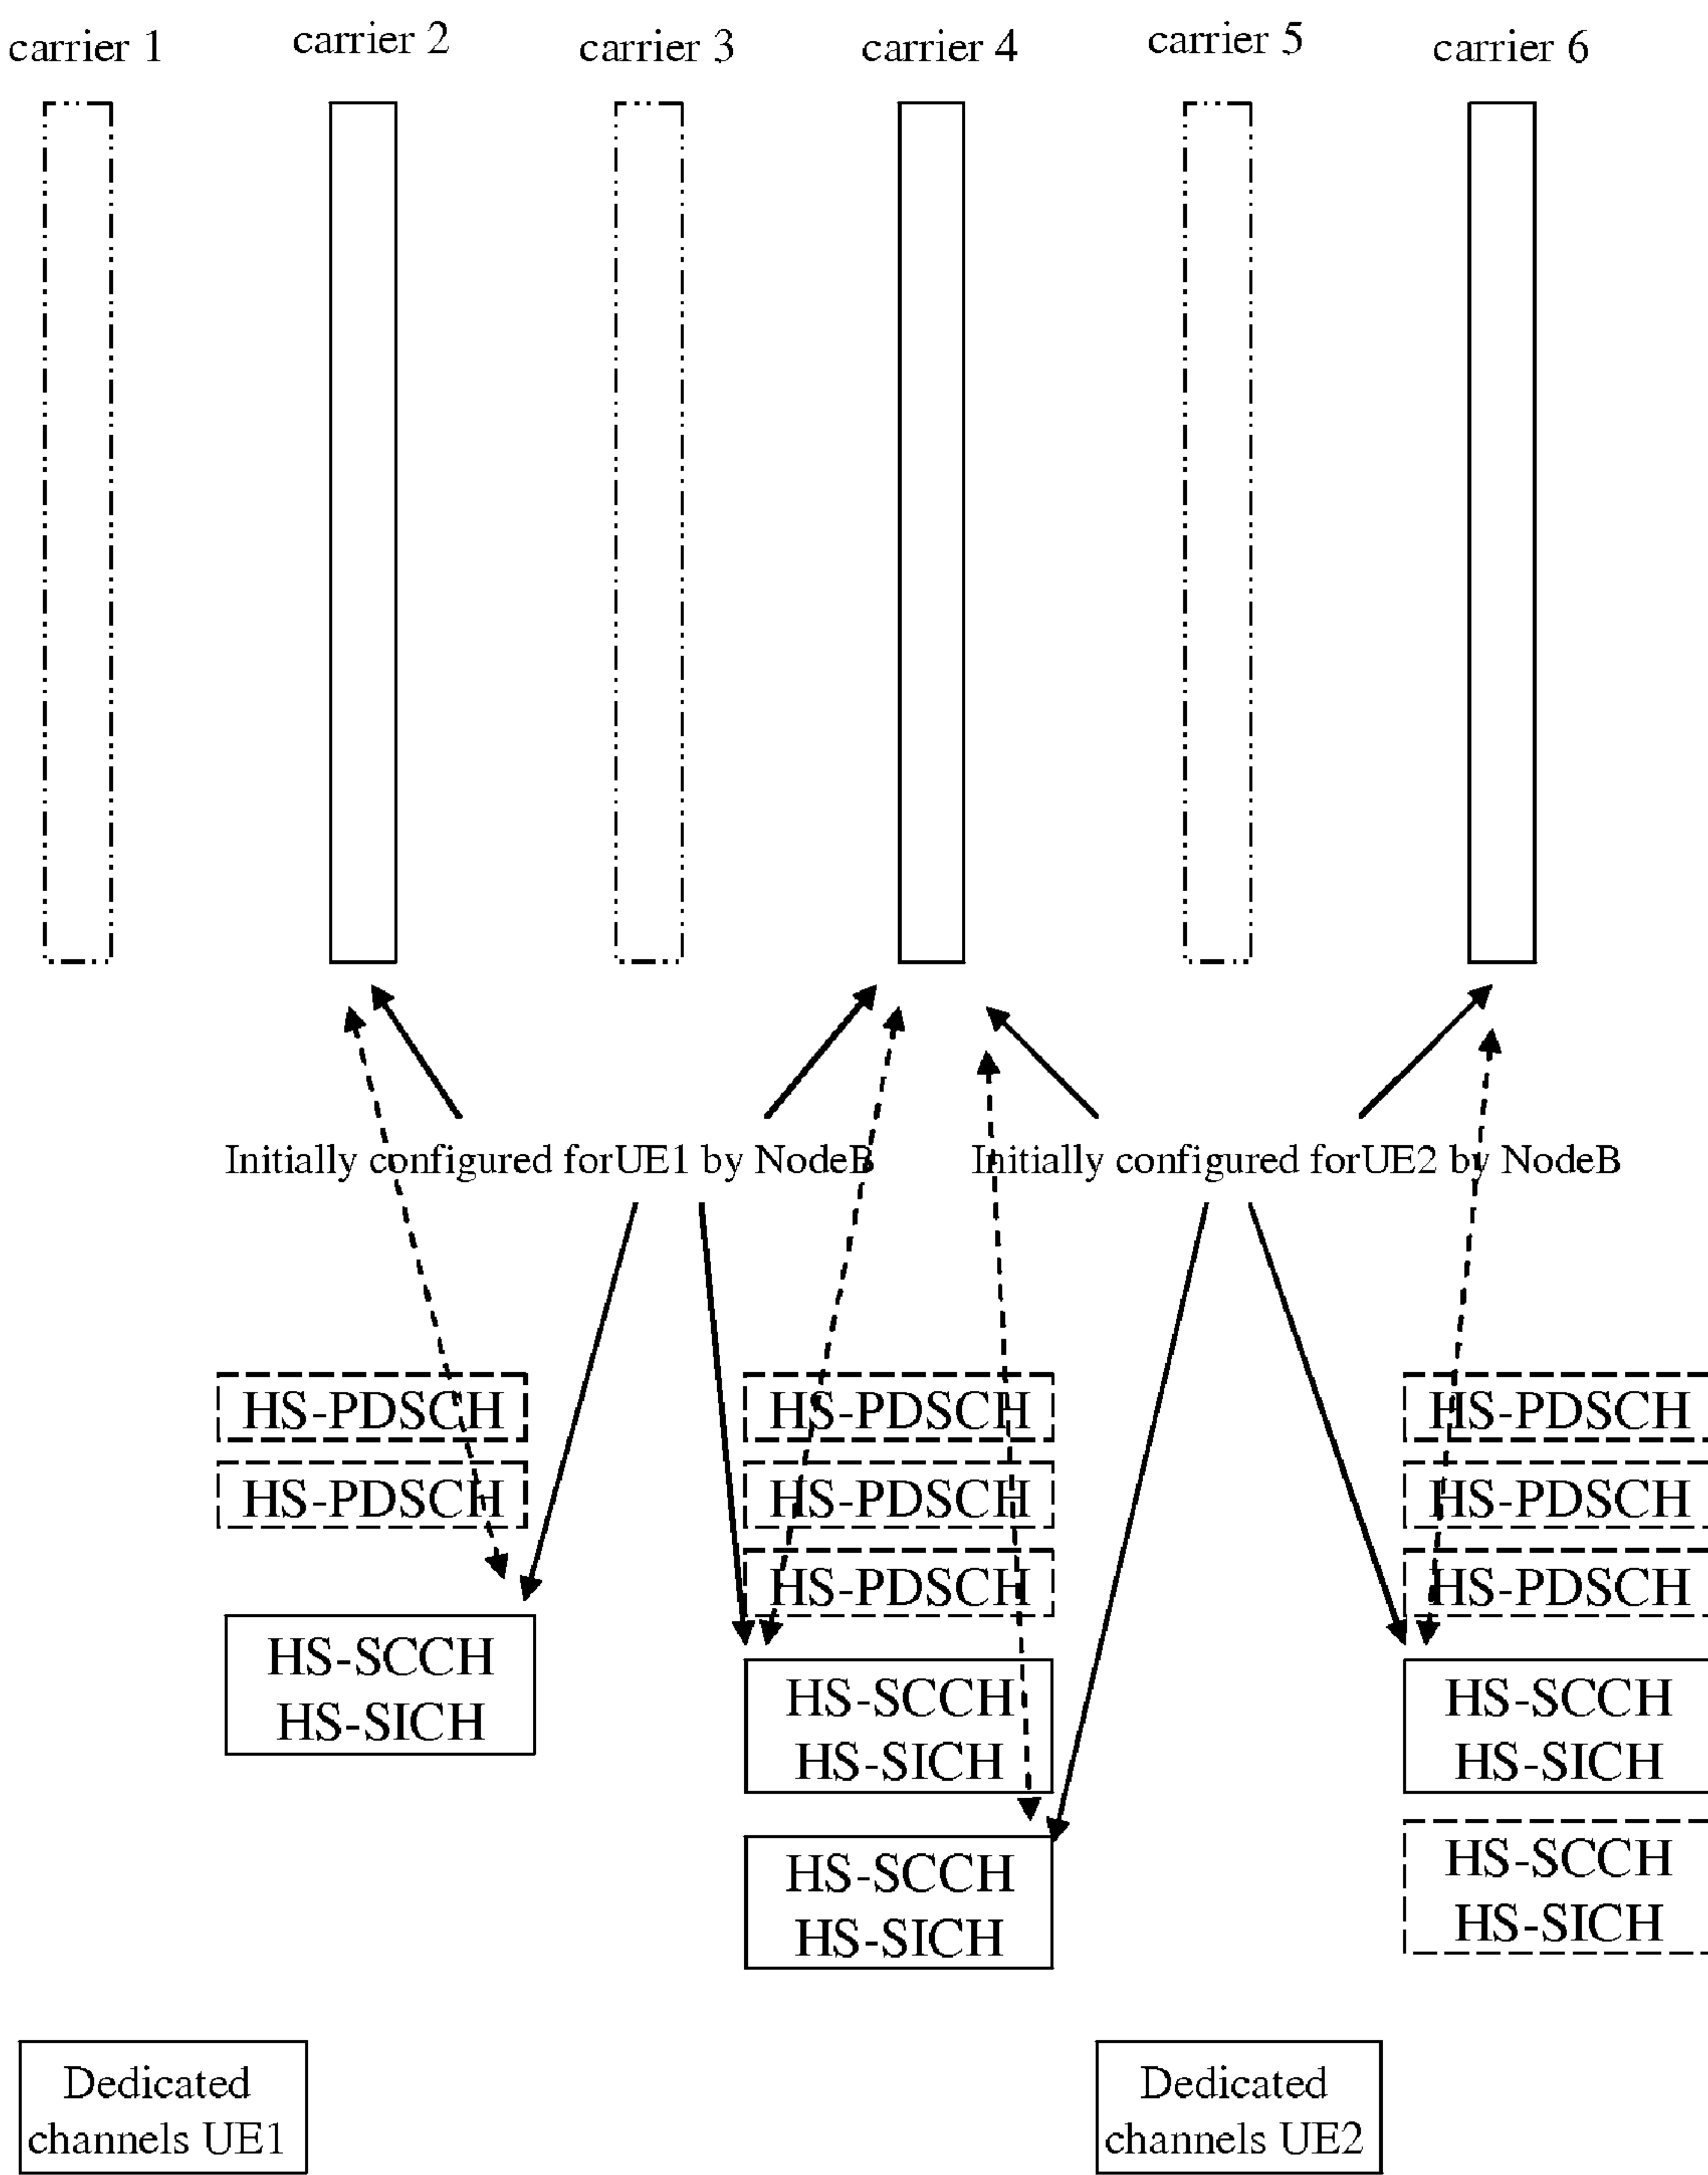 carrier 1
carrier 2
carrier 3
carrier 4
carrier 5
carrier 6
Initially configured forUE1 by NodeB
Initially configured forUE2 by NodeB
HS-PDSCH
HS-PDSCH
HS-SCCH
HS-SICH
HS-PDSCH
HS-PDSCH
HS-PDSCH
HS-SCCH
HS-SICH
HS-SCCH
HS-SICH
HS-PDSCH
HS-PDSCH
HS-PDSCH
HS-SCCH
HS-SICH
HS-SCCH
HS-SICH
Dedicated
channels UE1
Dedicated
channels UE2